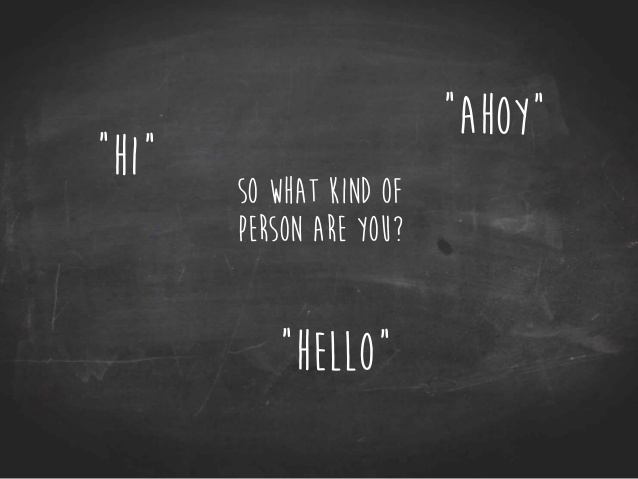 "AHOY"
"HI"
SO WHAT KIND OF
PERSON ARE YOU?
"HELLO"